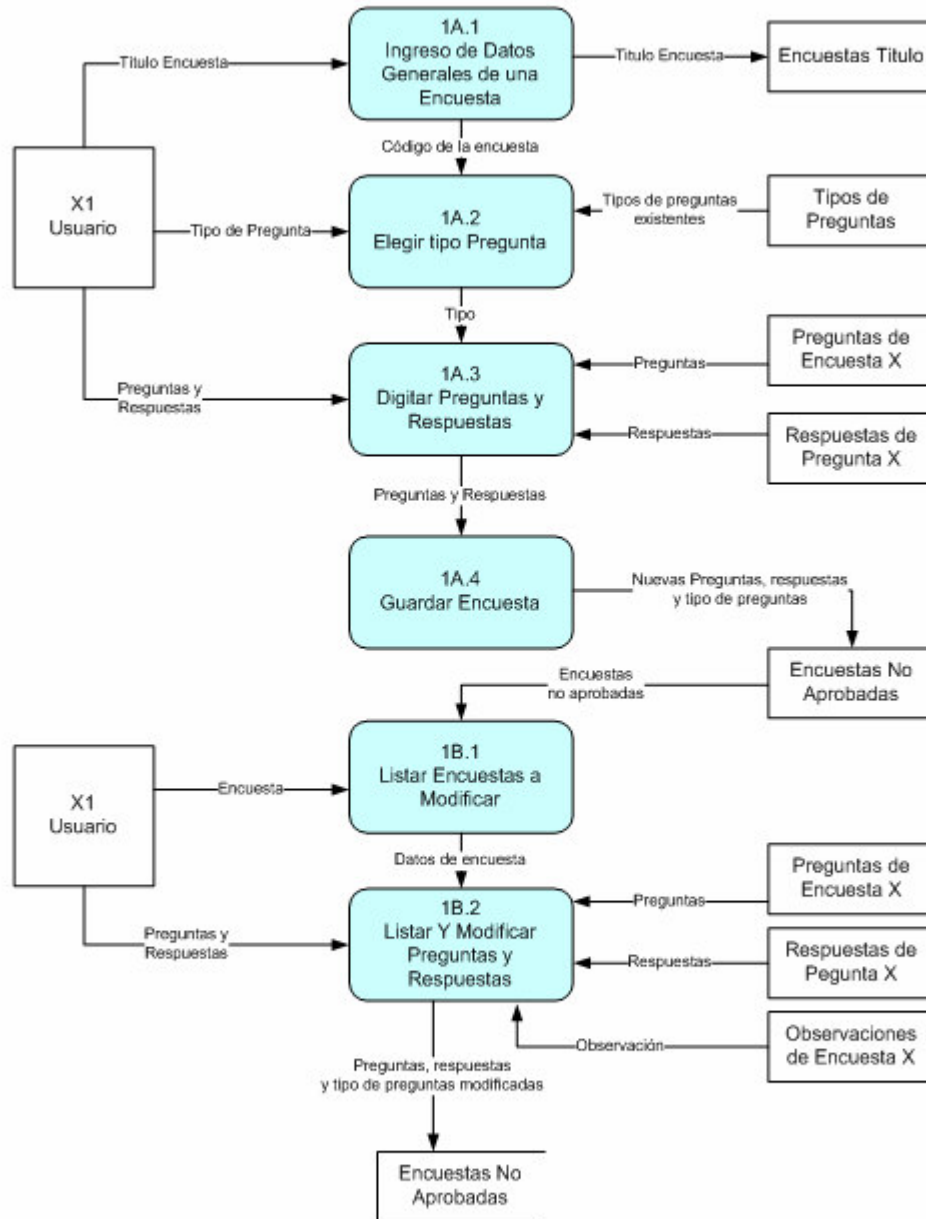 1A.1
Ingreso de Datos
Generales de una
Encuesta
Titulo Encuesta
Titulo Encuesta
Encuestas Titulo
Código de la encuesta
X1
Usuario
Tipo de Pregunta
1A.2
Elegir tipo Pregunta
Tipos de preguntas
existentes
Tipos de
Preguntas
Tipo
Preguntas y
Respuestas
1A.3
Digitar Preguntas y
Respuestas
Preguntas
Preguntas de
Encuesta X
Respuestas
Respuestas de
Pregunta X
Preguntas y Respuestas
1A.4
Guardar Encuesta
Nuevas Preguntas, respuestas
y tipo de preguntas
Encuestas No
Aprobadas
Encuestas
no aprobadas
X1
Usuario
Encuesta
1B.1
Listar Encuestas a
Modificar
Datos de encuesta
Preguntas y
Respuestas
1B.2
Listar Y Modificar
Preguntas y
Respuestas
Preguntas
Preguntas de
Encuesta X
Respuestas
Respuestas de
Pegunta X
Observación
Observaciones
de Encuesta X
Preguntas, respuestas
y tipo de preguntas modificadas
Encuestas No
Aprobadas